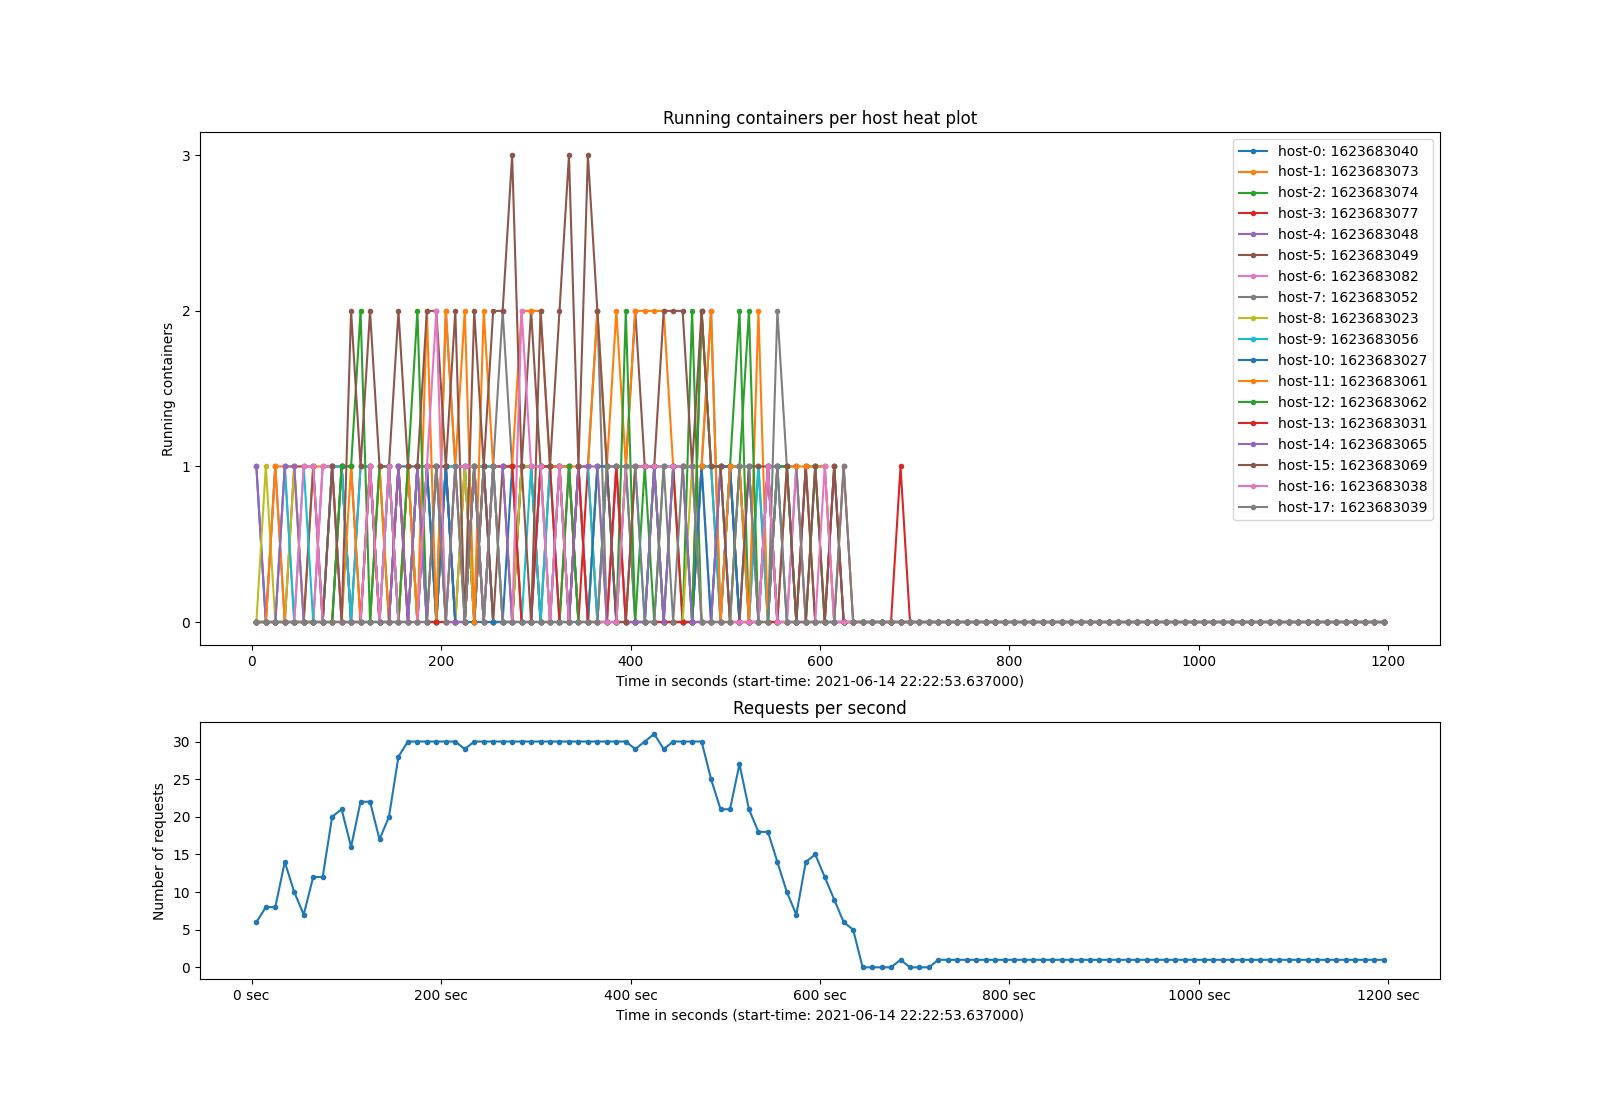 Running containers per host heat plot
Running containers
3
2
1
0
host-0: 1623683040
host-1: 1623683073
host-2: 1623683074
host-3: 1623683077
host-4: 1623683048
host-5: 1623683049
host-6: 1623683082
host-7: 1623683052
host-8: 1623683023
host-9: 1623683056
host-10: 1623683027
host-11: 1623683061
host-12: 1623683062
host-13: 1623683031
host-14: 1623683065
host-15: 1623683069
host-16: 1623683038
host-17: 1623683039
0 200 400 600 800 1000 1200
Time in seconds (start-time: 2021-06-14 22:22:53.637000)
Requests per second
Number of requests
30
25
20
15
10
5
0
0 sec 200 sec 400 sec 600 sec 800 sec 1000 sec 1200 sec
Time in seconds (start-time: 2021-06-14 22:22:53.637000)